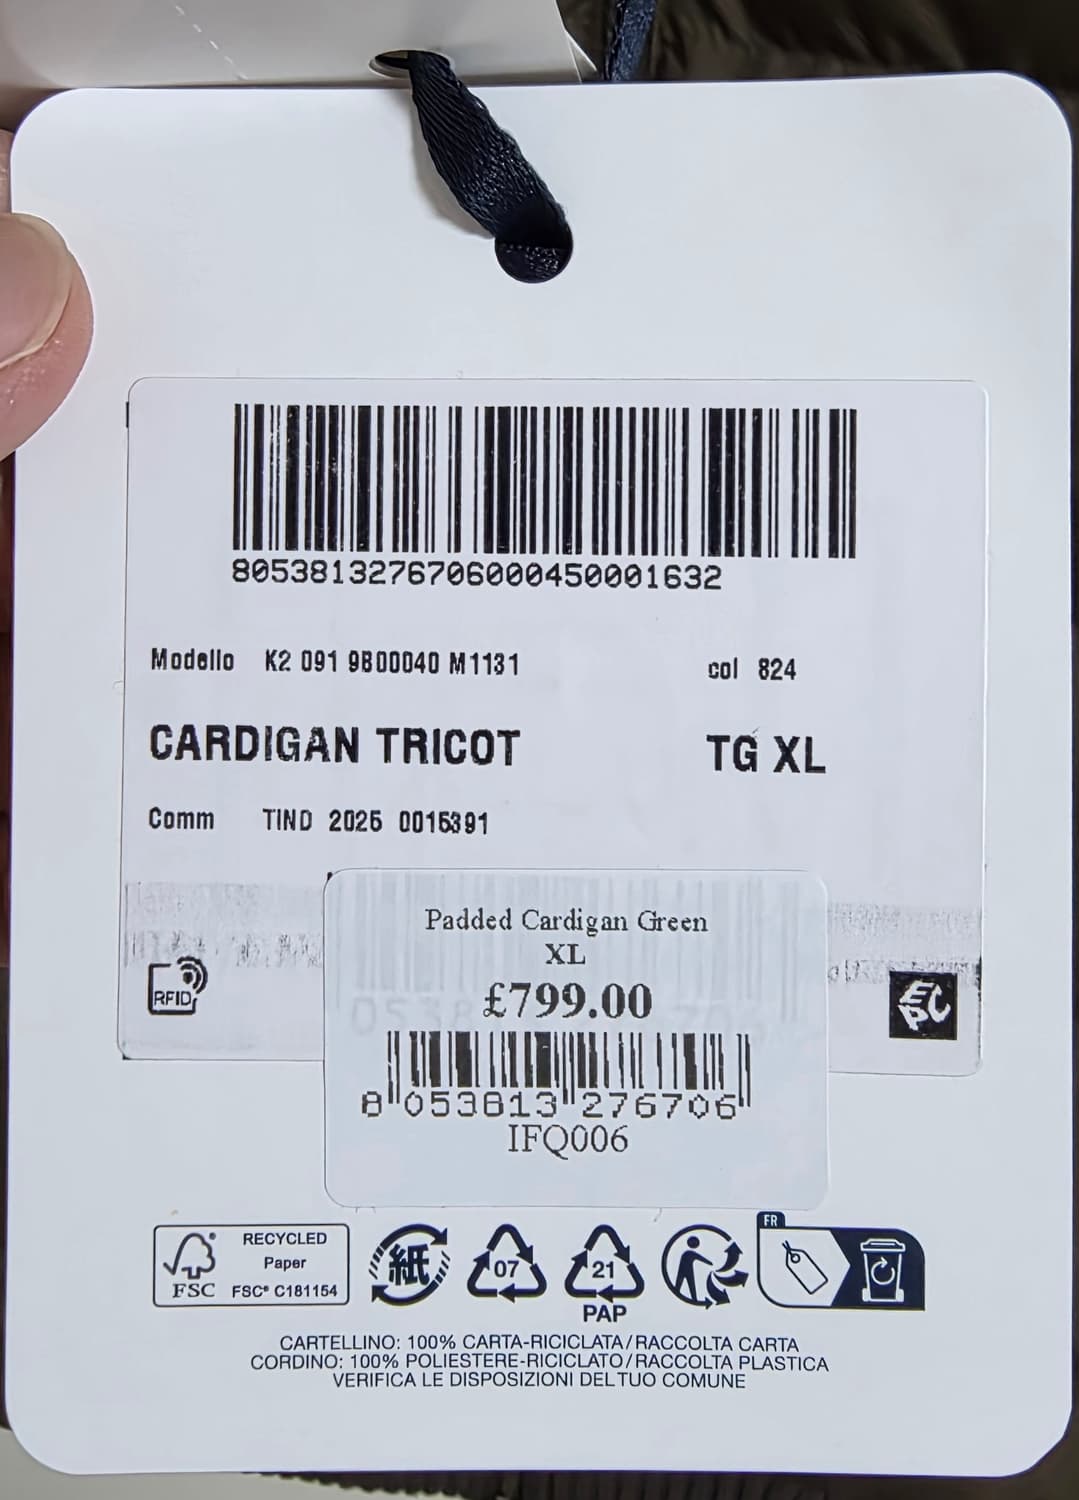 8053813276706000450001632
Modello K2 091 9B00040 M1131 col 824
CARDIGAN TRICOT TG XL
Comm TIND 2025 0015391
Padded Cardigan Green
XL
£799.00
8 053813 276706
IFQ006
RFID
EPC
FSC
RECYCLED
Paper
FSC® C181154
紙
07
21
PAP
FR
CARTELLINO: 100% CARTA-RICICLATA/RACCOLTA CARTA
CORDINO: 100% POLIESTERE-RICICLATO/RACCOLTA PLASTICA
VERIFICA LE DISPOSIZIONI DEL TUO COMUNE